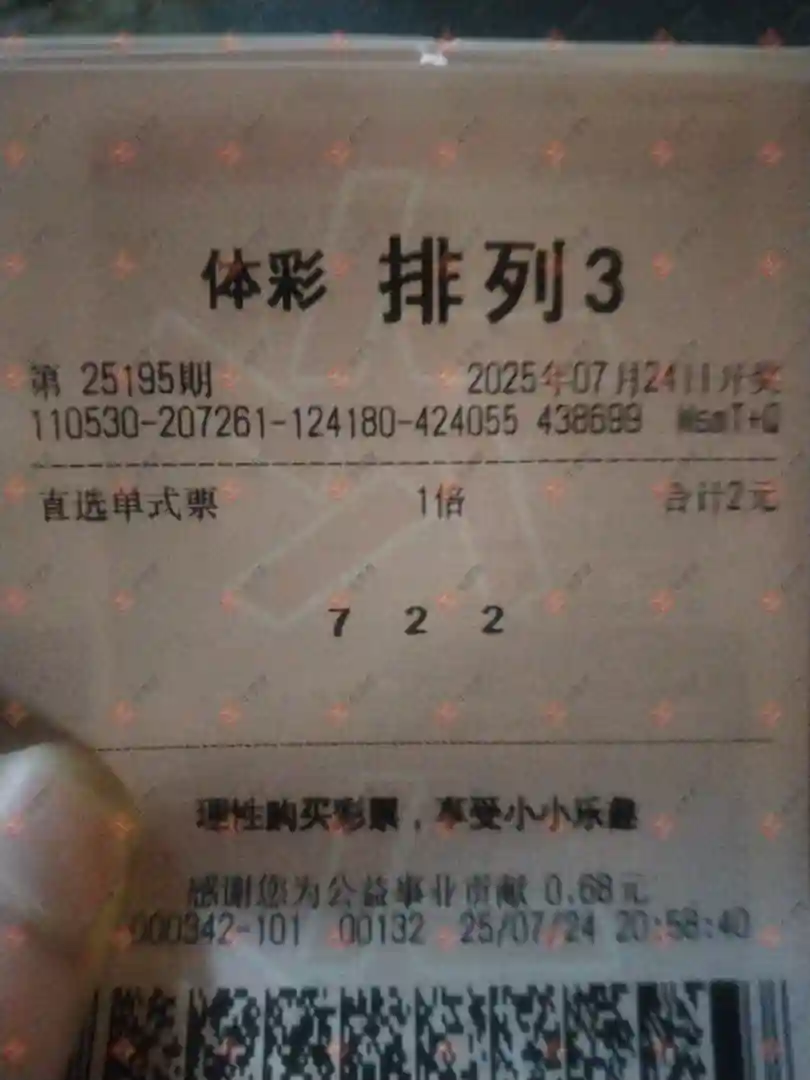 体彩 排列3
第 25195期 2025年07月24日开奖
110530-207261-124180-424055 438699
直选单式票 1倍 合计2元
7 2 2
理性购买彩票，享受小小乐趣
感谢您为公益事业贡献 0.68元
000342-101 00132 25/07/24 20:58:40